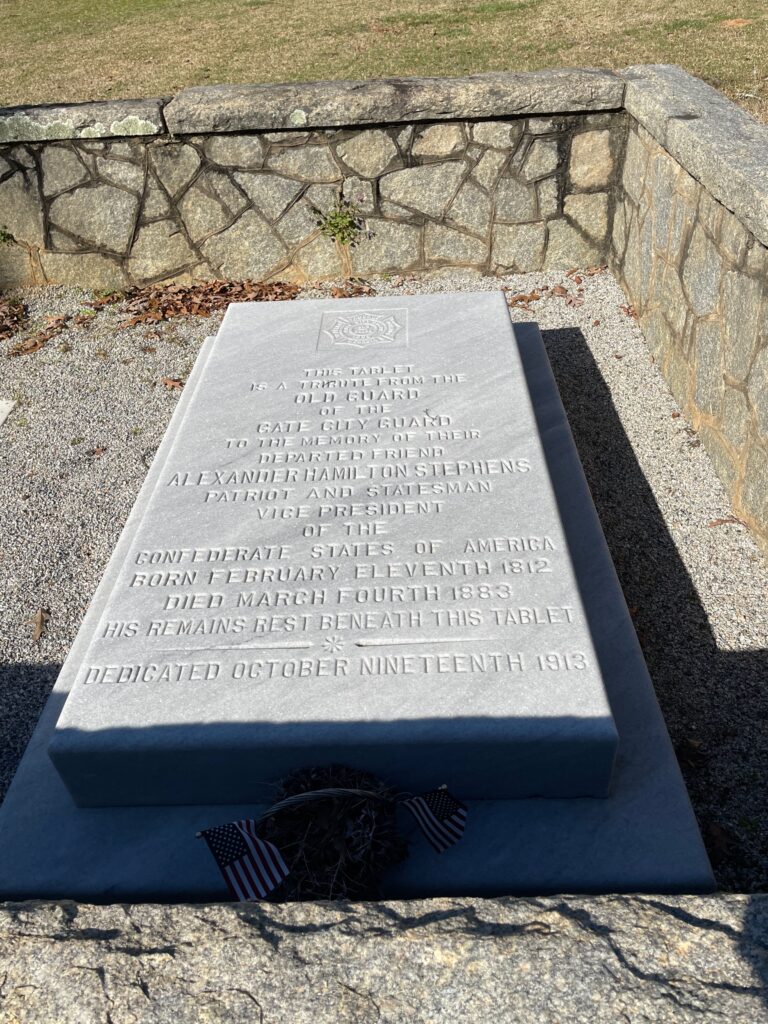 THIS TABLET
IS A TRIBUTE FROM THE
OLD GUARD
OF THE
GATE CITY GUARD
TO THE MEMORY OF THEIR
DEPARTED FRIEND
ALEXANDER HAMILTON STEPHENS
PATRIOT AND STATESMAN
VICE PRESIDENT
OF THE
CONFEDERATE STATES OF AMERICA
BORN FEBRUARY ELEVENTH 1812
DIED MARCH FOURTH 1883
HIS REMAINS REST BENEATH THIS TABLET
DEDICATED OCTOBER NINETEENTH 1913